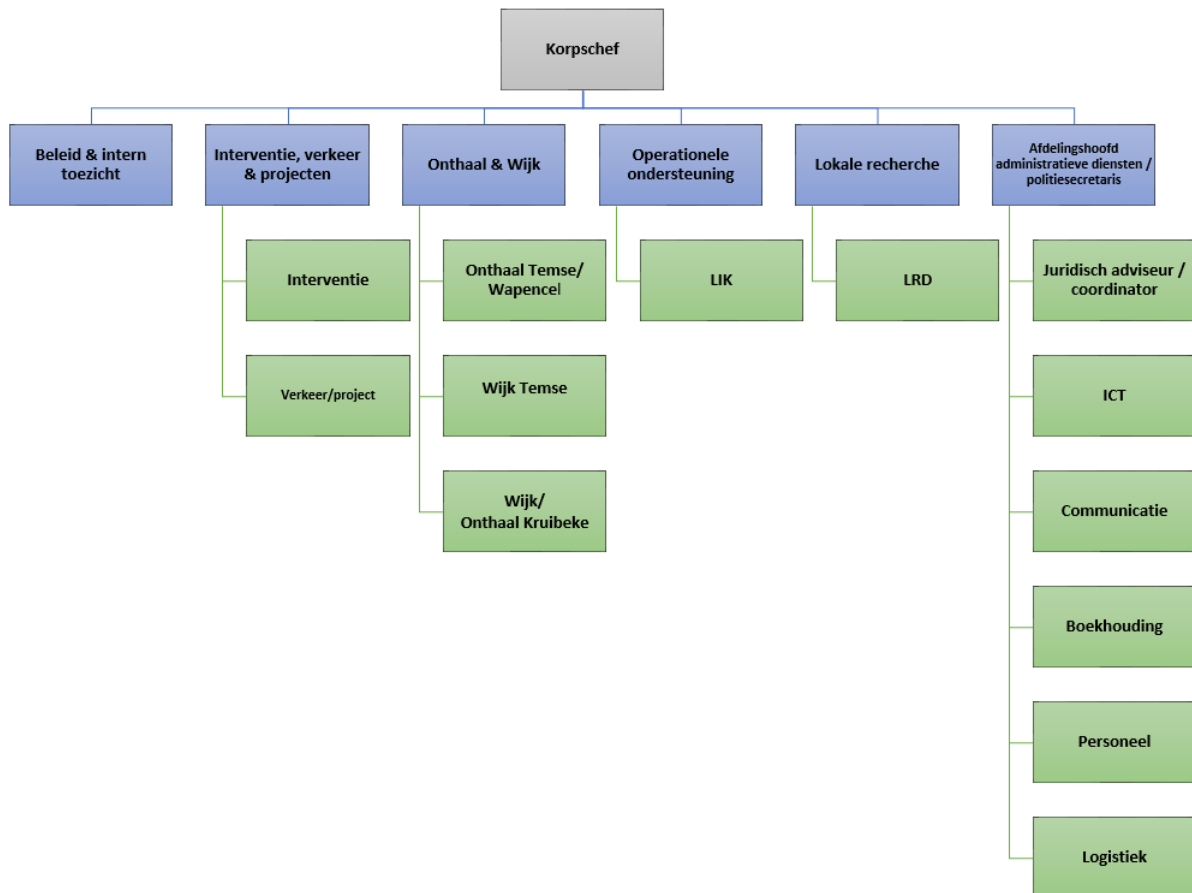 Korpschef
Beleid & intern
toezicht
Interventie, verkeer
& projecten
Onthaal & Wijk
Operationele
ondersteuning
Lokale recherche
Afdelingshoofd
administratieve diensten /
politiesecretaris
Interventie
Verkeer/project
Onthaal Temse/
Wapencel
Wijk Temse
Wijk/
Onthaal Kruibeke
LIK
LRD
Juridisch adviseur /
coordinator
ICT
Communicatie
Boekhouding
Personeel
Logistiek